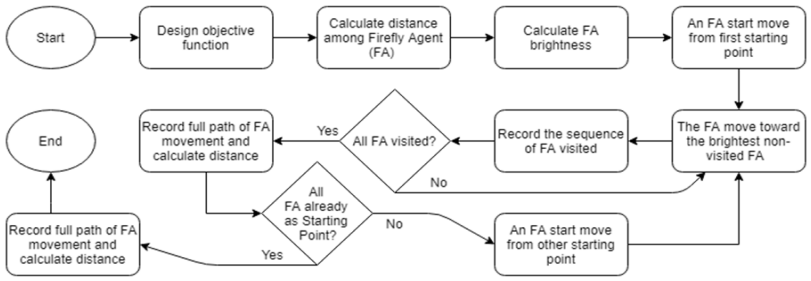 Start
Design objective
function
Calculate distance
among Firefly Agent
(FA)
Calculate FA
brightness
An FA start move
from first starting
point
The FA move toward
the brightest non-
visited FA
Record the sequence
of FA visited
All FA visited?
Yes
No
Record full path of FA
movement and
calculate distance
All
FA already
as Starting
Point?
No
An FA start move
from other starting
point
Yes
Record full path of FA
movement and
calculate distance
End